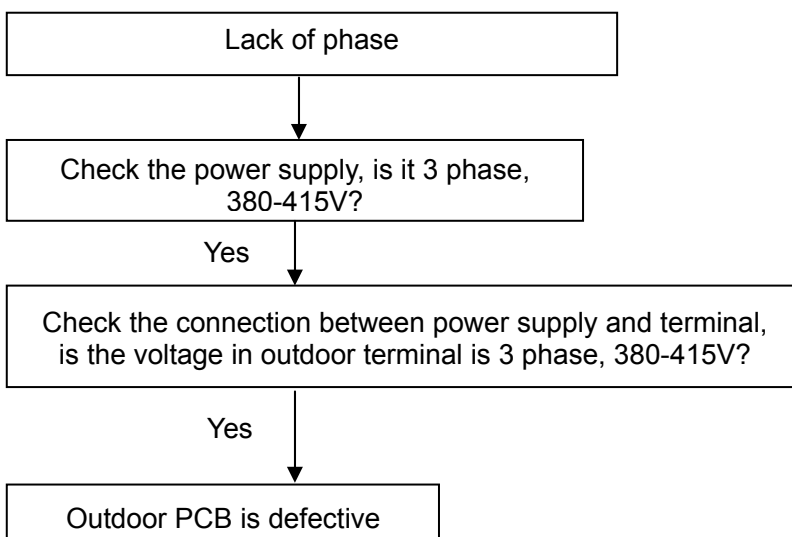 Lack of phase
Check the power supply, is it 3 phase,
380-415V?
Yes
Check the connection between power supply and terminal,
is the voltage in outdoor terminal is 3 phase, 380-415V?
Yes
Outdoor PCB is defective